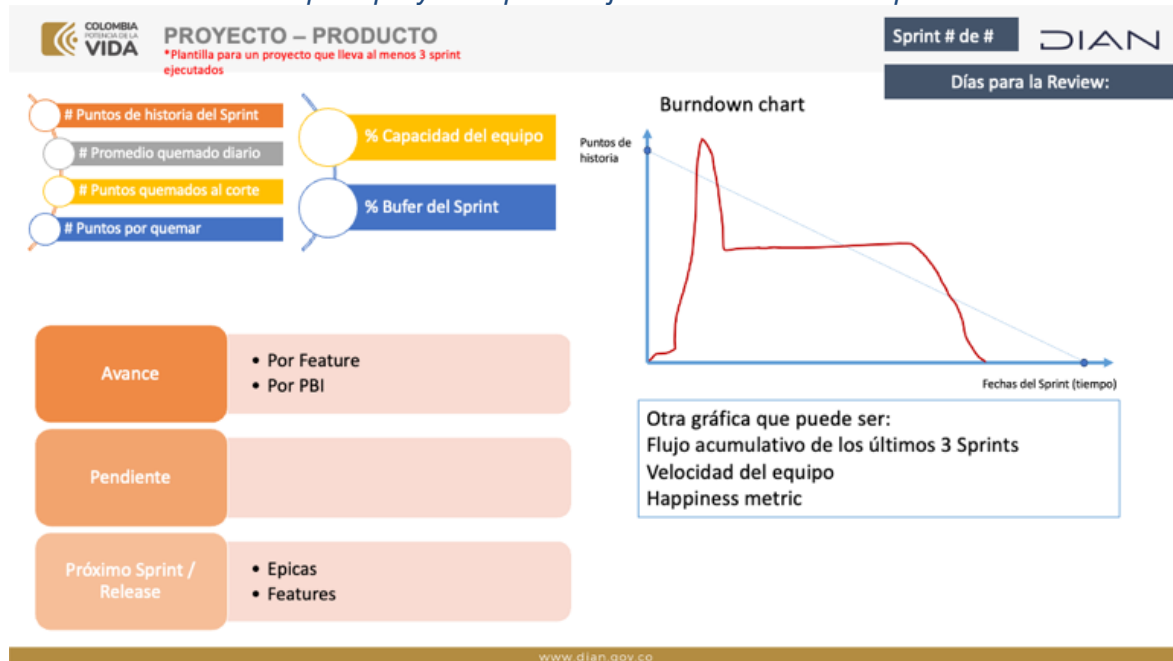 COLOMBIA
POTENCIA DE LA
VIDA
PROYECTO – PRODUCTO
*Plantilla para un proyecto que lleva al menos 3 sprint
ejecutados
Sprint # de #
DIAN
Días para la Review:
# Puntos de historia del Sprint
# Promedio quemado diario
# Puntos quemados al corte
# Puntos por quemar
% Capacidad del equipo
% Bufer del Sprint
Burndown chart
Puntos de
historia
Fechas del Sprint (tiempo)
Avance
• Por Feature
• Por PBI
Pendiente
Próximo Sprint /
Release
• Epicas
• Features
Otra gráfica que puede ser:
Flujo acumulativo de los últimos 3 Sprints
Velocidad del equipo
Happiness metric
www.dian.gov.co